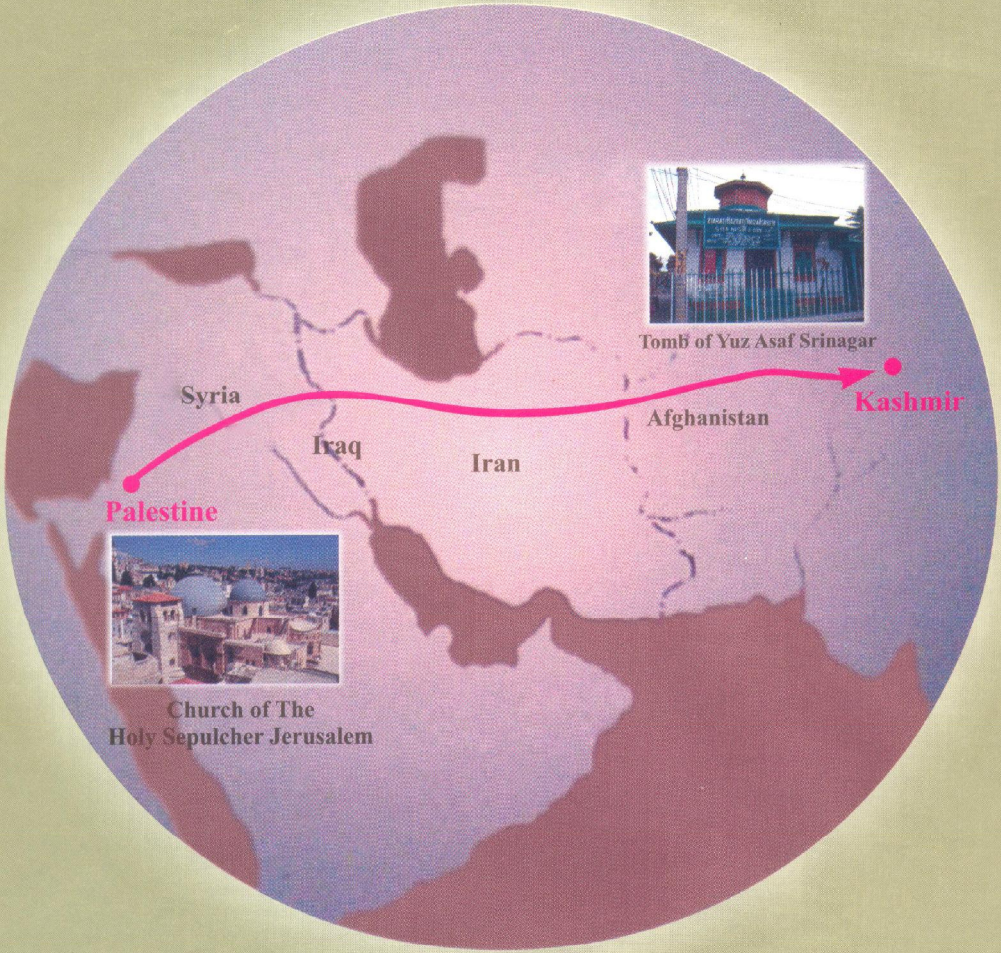 Tomb of Yuz Asaf Srinagar
Kashmir
Syria
Afghanistan
Iraq
Iran
Palestine
Church of The
Holy Sepulcher Jerusalem